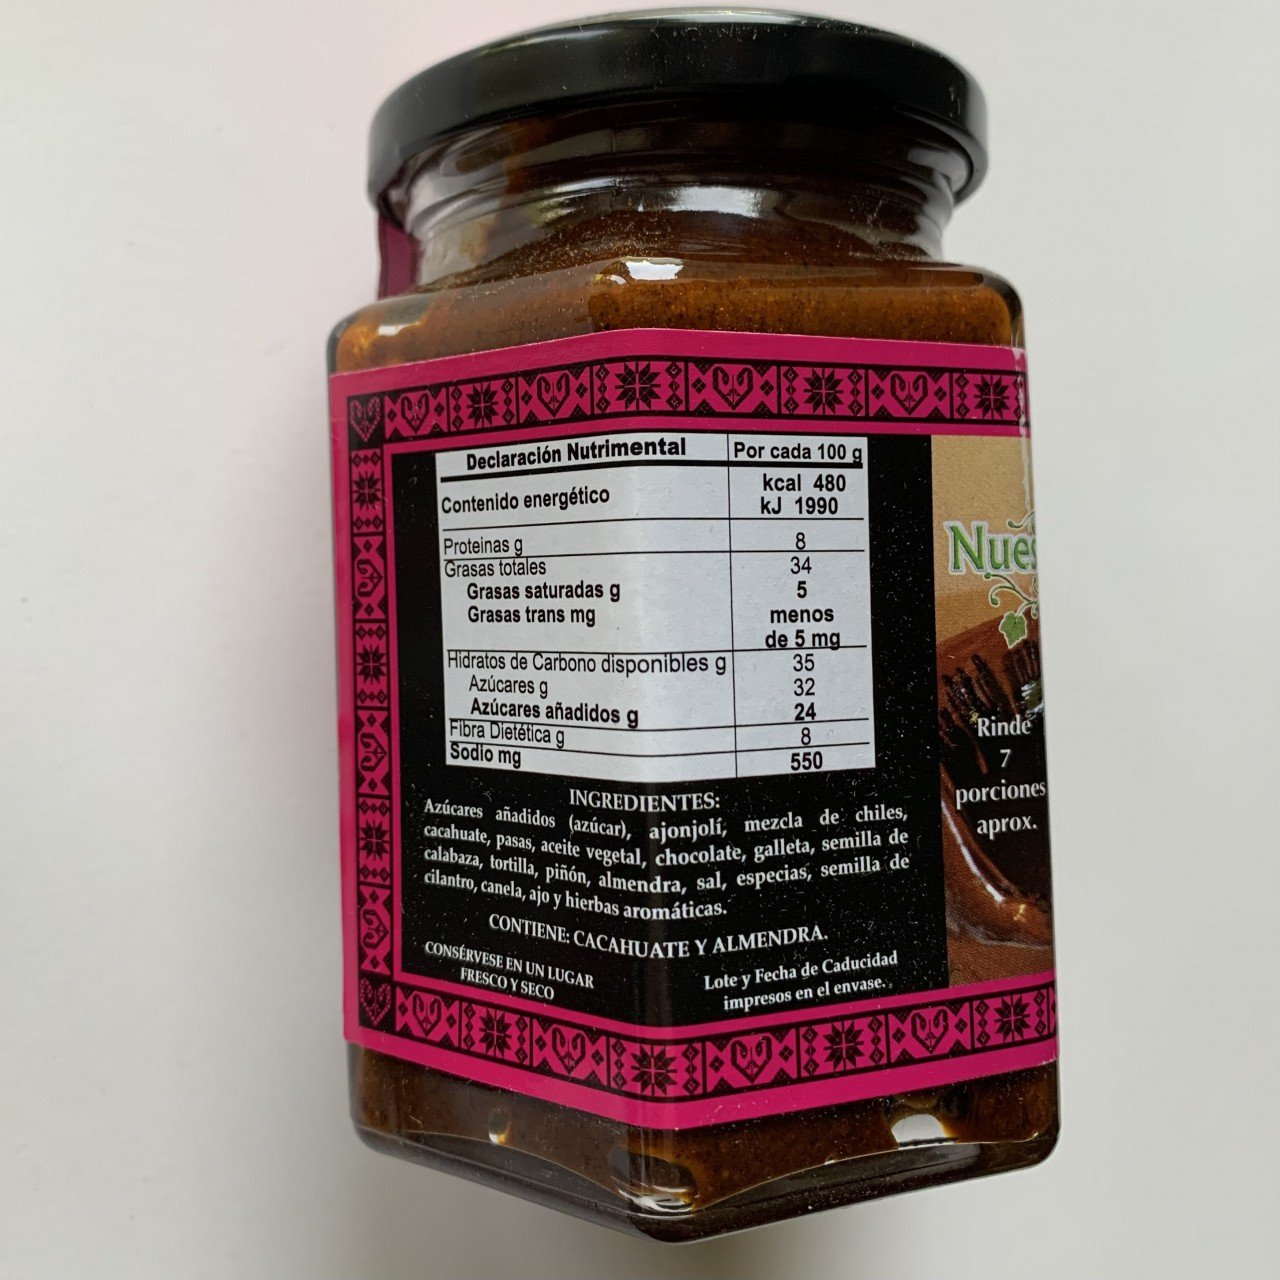 Declaración Nutrimental Por cada 100 g
Contenido energético kcal 480
kJ 1990
Proteinas g 8
Grasas totales 34
Grasas saturadas g 5
Grasas trans mg menos
de 5 mg
Hidratos de Carbono disponibles g 35
Azúcares g 32
Azúcares añadidos g 24
Fibra Dietética g 8
Sodio mg 550
INGREDIENTES:
Azúcares añadidos (azúcar), ajonjolí, mezcla de chiles,
cacahuate, pasas, aceite vegetal, chocolate, galleta, semilla de
calabaza, tortilla, piñón, almendra, sal, especias, semilla de
cilantro, canela, ajo y hierbas aromáticas.
CONTIENE: CACAHUATE Y ALMENDRA.
CONSÉRVESE EN UN LUGAR
FRESCO Y SECO
Lote y Fecha de Caducidad
impresos en el envase.
Rinde
7
porciones
aprox.